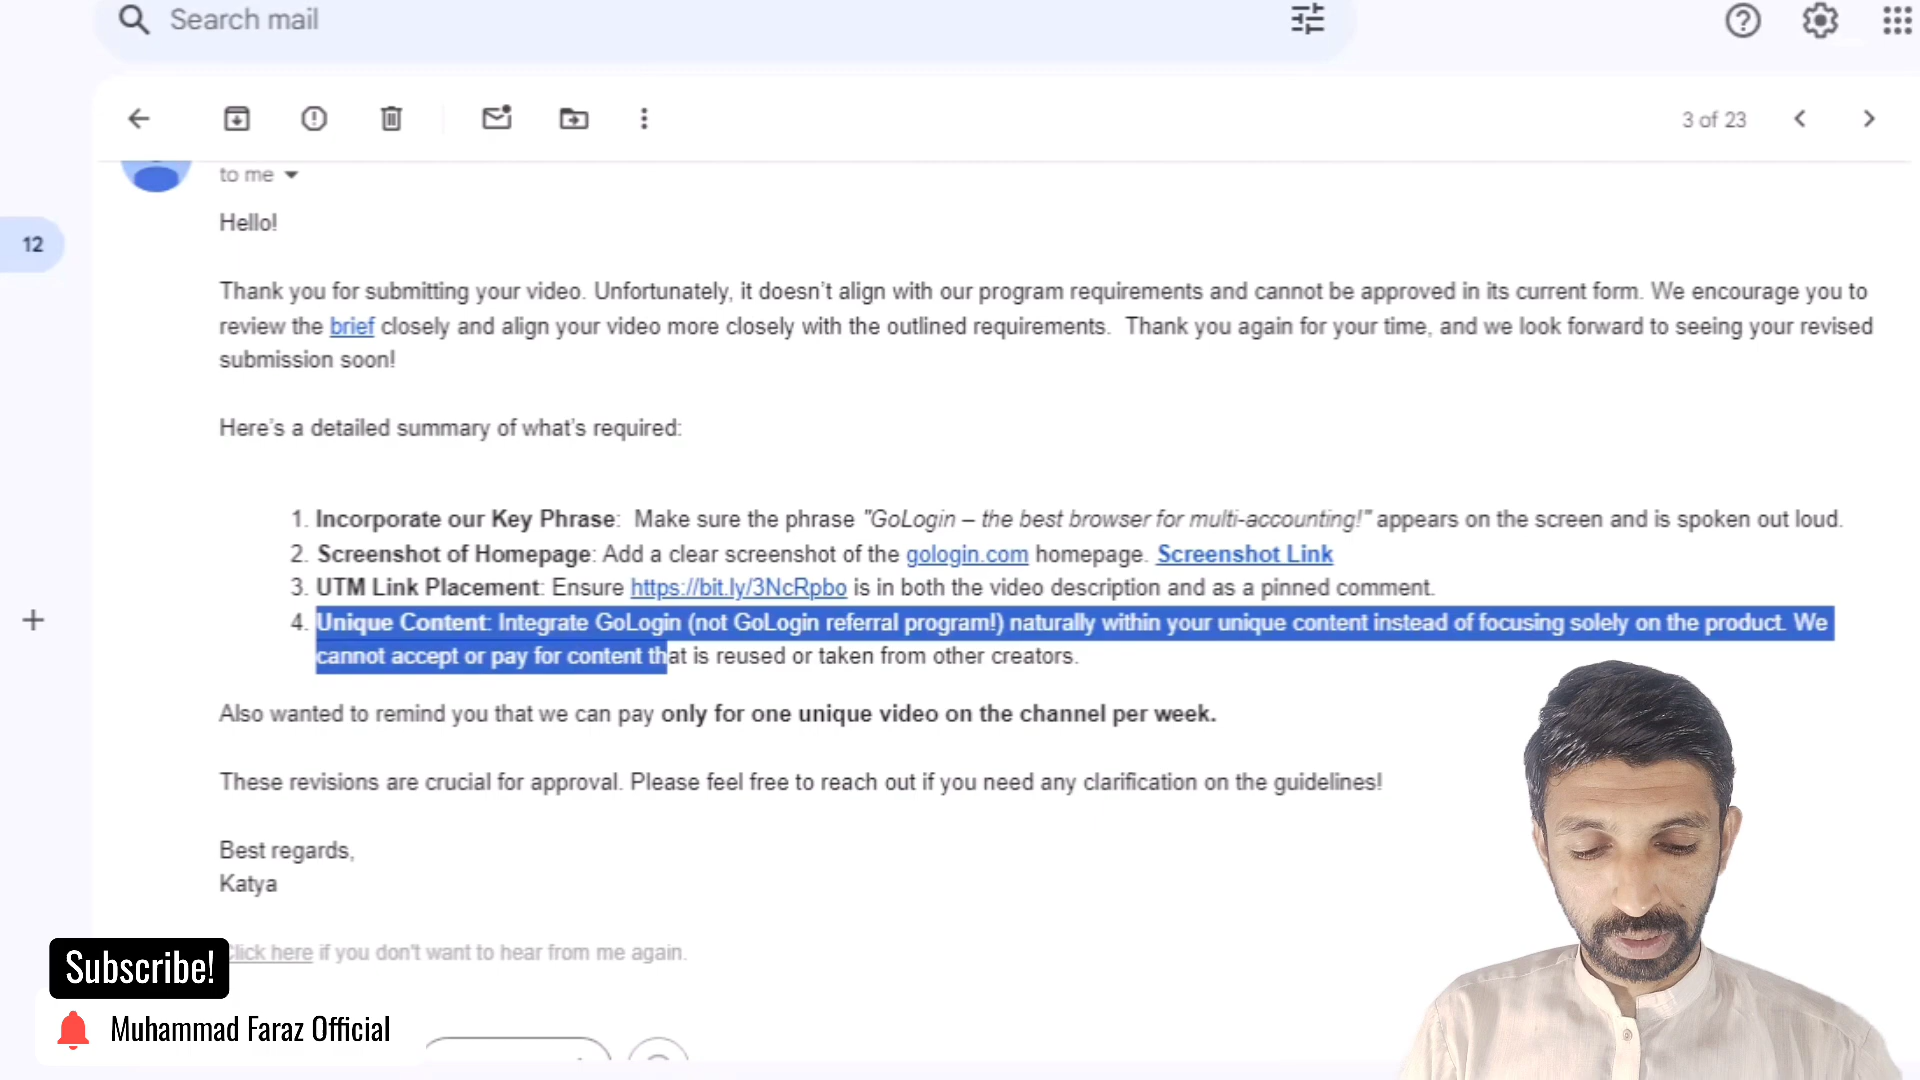 Search mail
3 of 23
to me
12
Hello!
Thank you for submitting your video. Unfortunately, it doesn't align with our program requirements and cannot be approved in its current form. We encourage you to
review the brief closely and align your video more closely with the outlined requirements. Thank you again for your time, and we look forward to seeing your revised
submission soon!
Here's a detailed summary of what's required:
1. Incorporate our Key Phrase: Make sure the phrase "GoLogin – the best browser for multi-accounting!" appears on the screen and is spoken out loud.
2. Screenshot of Homepage: Add a clear screenshot of the gologin.com homepage. Screenshot Link
3. UTM Link Placement: Ensure https://bit.ly/3NcRpbo is in both the video description and as a pinned comment.
4. Unique Content: Integrate GoLogin (not GoLogin referral program!) naturally within your unique content instead of focusing solely on the product. We
cannot accept or pay for content that is reused or taken from other creators.
Also wanted to remind you that we can pay only for one unique video on the channel per week.
These revisions are crucial for approval. Please feel free to reach out if you need any clarification on the guidelines!
Best regards,
Katya
Click here if you don't want to hear from me again.
Subscribe!
Muhammad Faraz Official